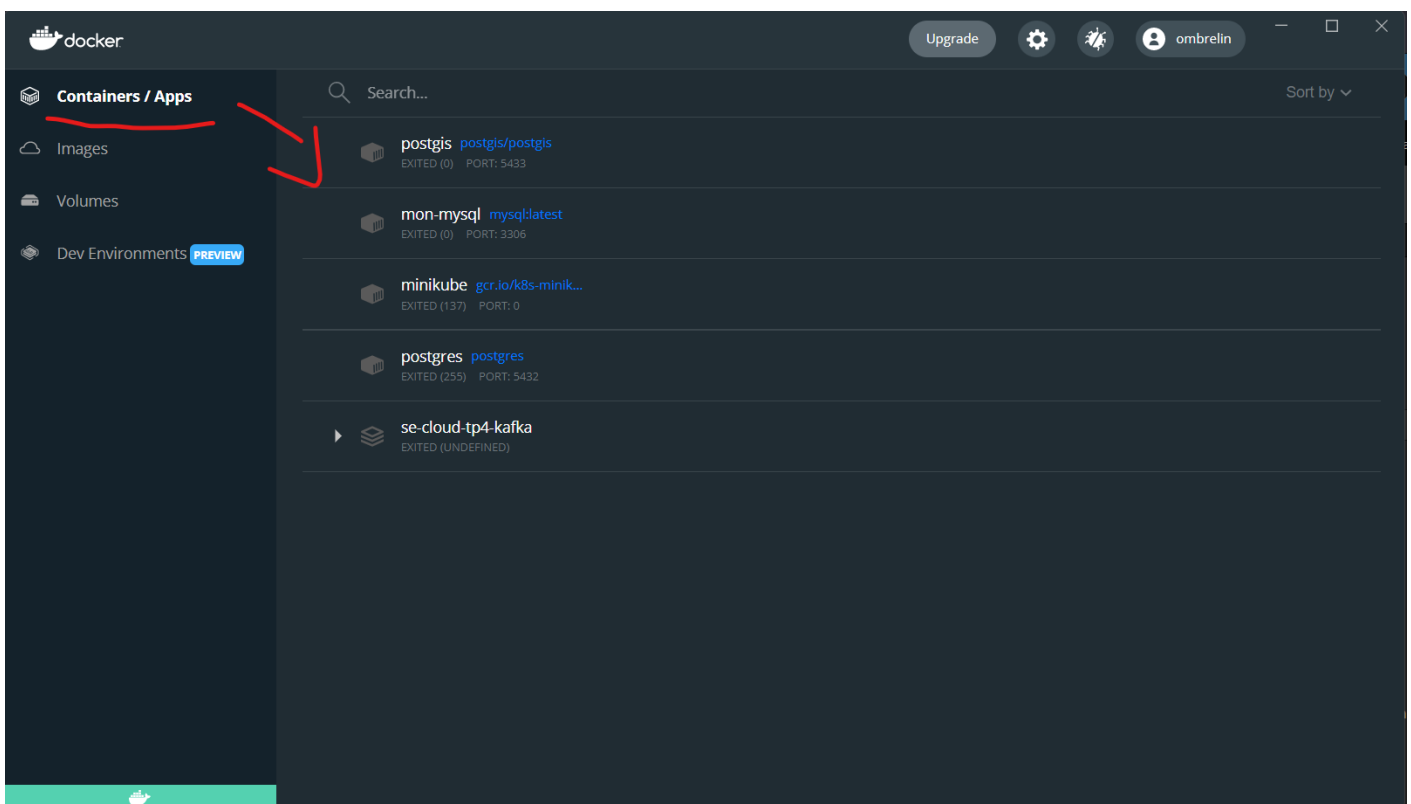 docker
Upgrade
ombrelin
Containers / Apps
Images
Volumes
Dev Environments PREVIEW
Search...
Sort by
postgis postgis/postgis
EXITED (0) PORT: 5433
mon-mysql mysql:latest
EXITED (0) PORT: 3306
minikube gcr.io/k8s-minik...
EXITED (137) PORT: 0
postgres postgres
EXITED (255) PORT: 5432
se-cloud-tp4-kafka
EXITED (UNDEFINED)